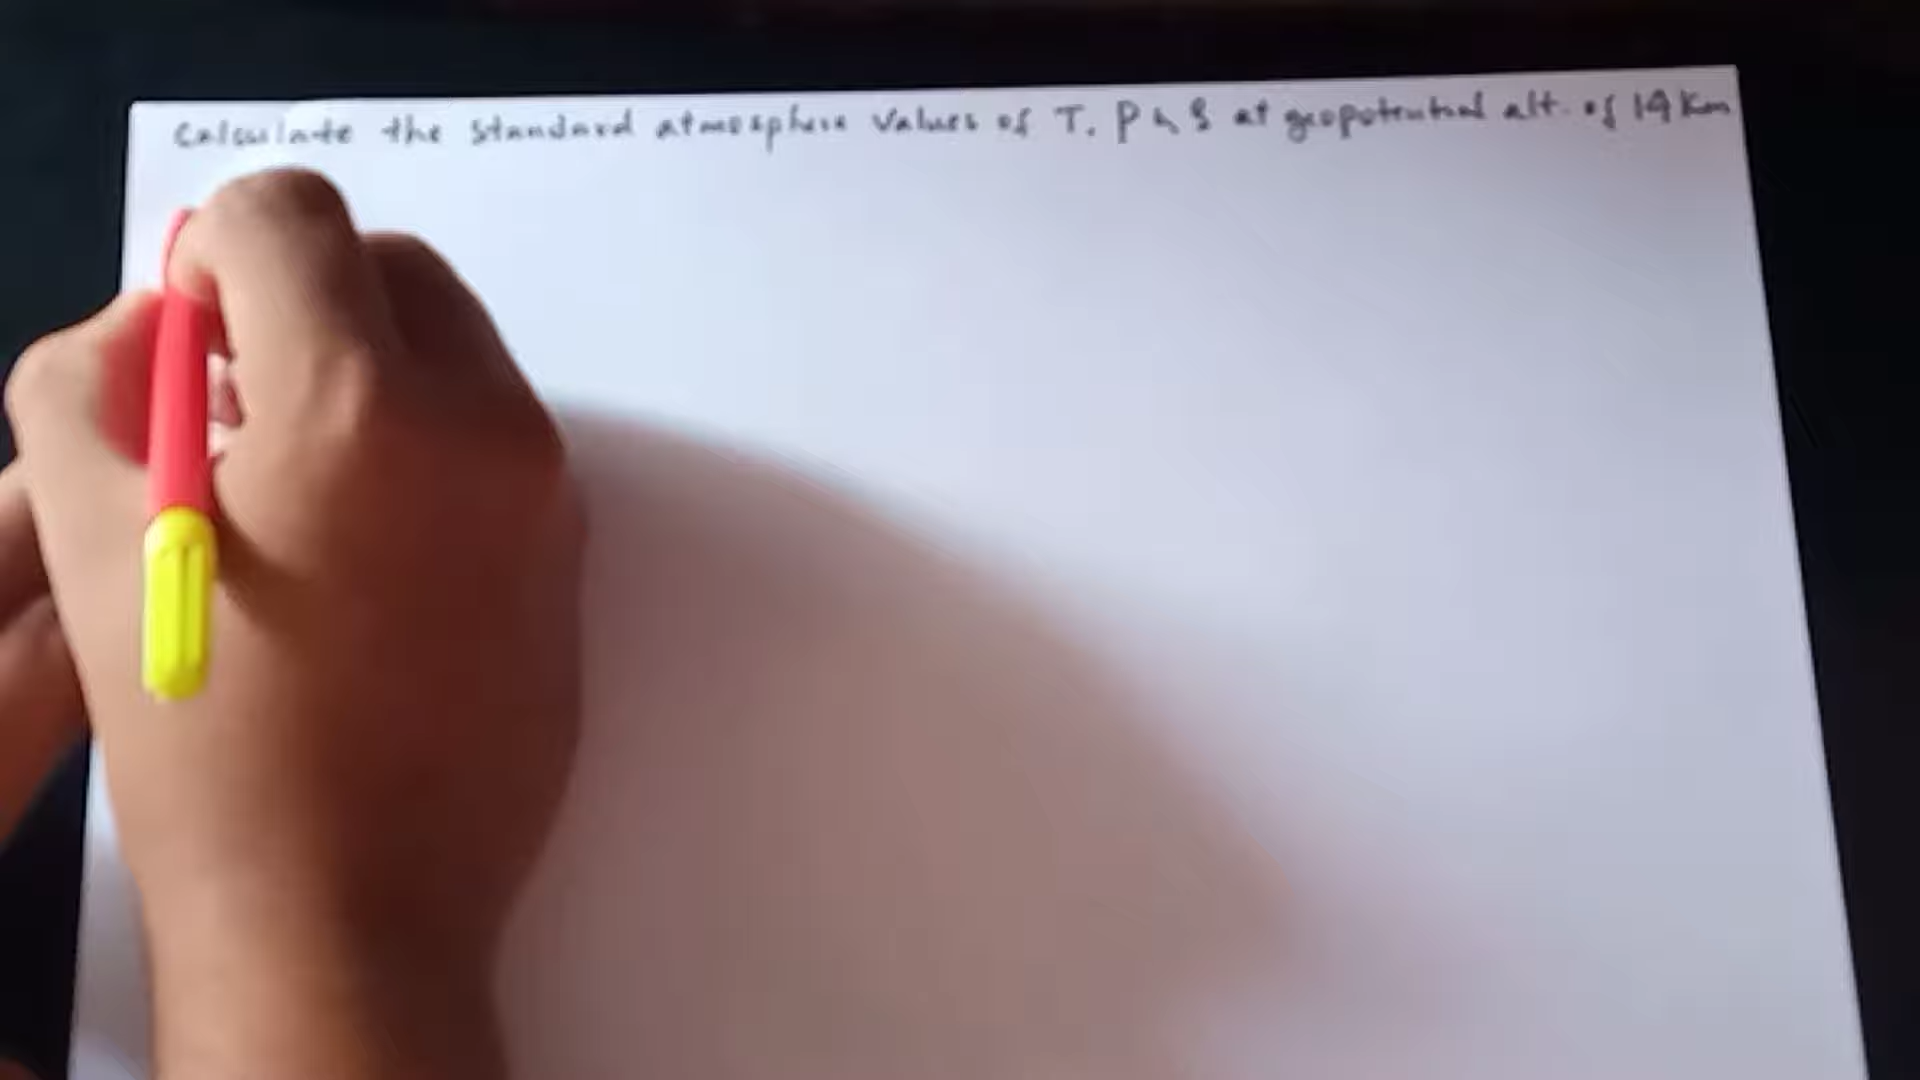 Calculate the standard atmosphere values of T, P & ρ at geopotential alt. of 14 Km